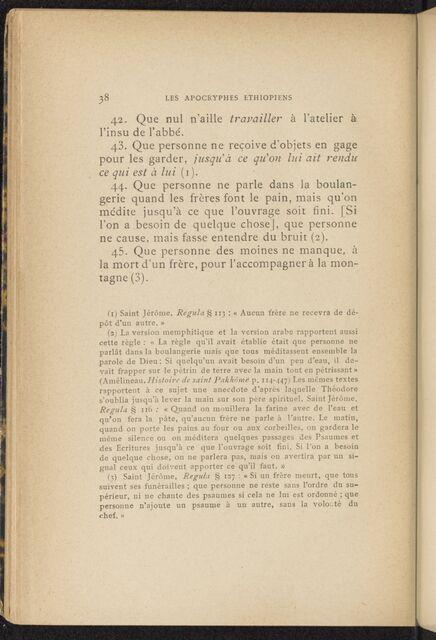 38 LES APOCRYPHES ETHIOPIENS
42. Que nul n'aille travailler à l'atelier à
l'insu de l'abbé.
43. Que personne ne reçoive d'objets en gage
pour les garder, jusqu'à ce qu'on lui ait rendu
ce qui est à lui (1).
44. Que personne ne parle dans la boulan-
gerie quand les frères font le pain, mais qu'on
médite jusqu'à ce que l'ouvrage soit fini. [Si
l'on a besoin de quelque chose], que personne
ne cause, mais fasse entendre du bruit (2).
45. Que personne des moines ne manque, à
la mort d'un frère, pour l'accompagner à la mon-
tagne (3).
(1) Saint Jérôme, Regula § 113 : « Aucun frère ne recevra de dé-
pôt d'un autre. »
(2) La version memphitique et la version arabe rapportent aussi
cette règle : « La règle qu'il avait établie était que personne ne
parlât dans la boulangerie mais que tous méditassent ensemble la
parole de Dieu : Si quelqu'un avait besoin d'un peu d'eau, il de-
vait frapper sur le pétrin de terre avec la main tout en pétrissant »
(Amélineau. Histoire de saint Pakhôme p. 114-447) Les mêmes textes
rapportent à ce sujet une anecdote d'après laquelle Théodore
s'oublia jusqu'à lever la main sur son père spirituel. Saint Jérôme,
Regula § 116 : « Quand on mouillera la farine avec de l'eau et
qu'on fera la pâte, qu'aucun frère ne parle à l'autre. Le matin,
quand on porte les pains au four ou aux corbeilles, on gardera le
même silence ou on méditera quelques passages des Psaumes et
des Ecritures jusqu'à ce que l'ouvrage soit fini. Si l'on a besoin
de quelque chose, on ne parlera pas, mais on avertira par un si-
gnal ceux qui doivent apporter ce qu'il faut. »
(3) Saint Jérôme, Regula § 127 : « Si un frère meurt, que tous
suivent ses funérailles ; que personne ne reste sans l'ordre du su-
périeur, ni ne chante des psaumes si cela ne lui est ordonné ; que
personne n'ajoute un psaume à un autre, sans la volonté du
chef. »